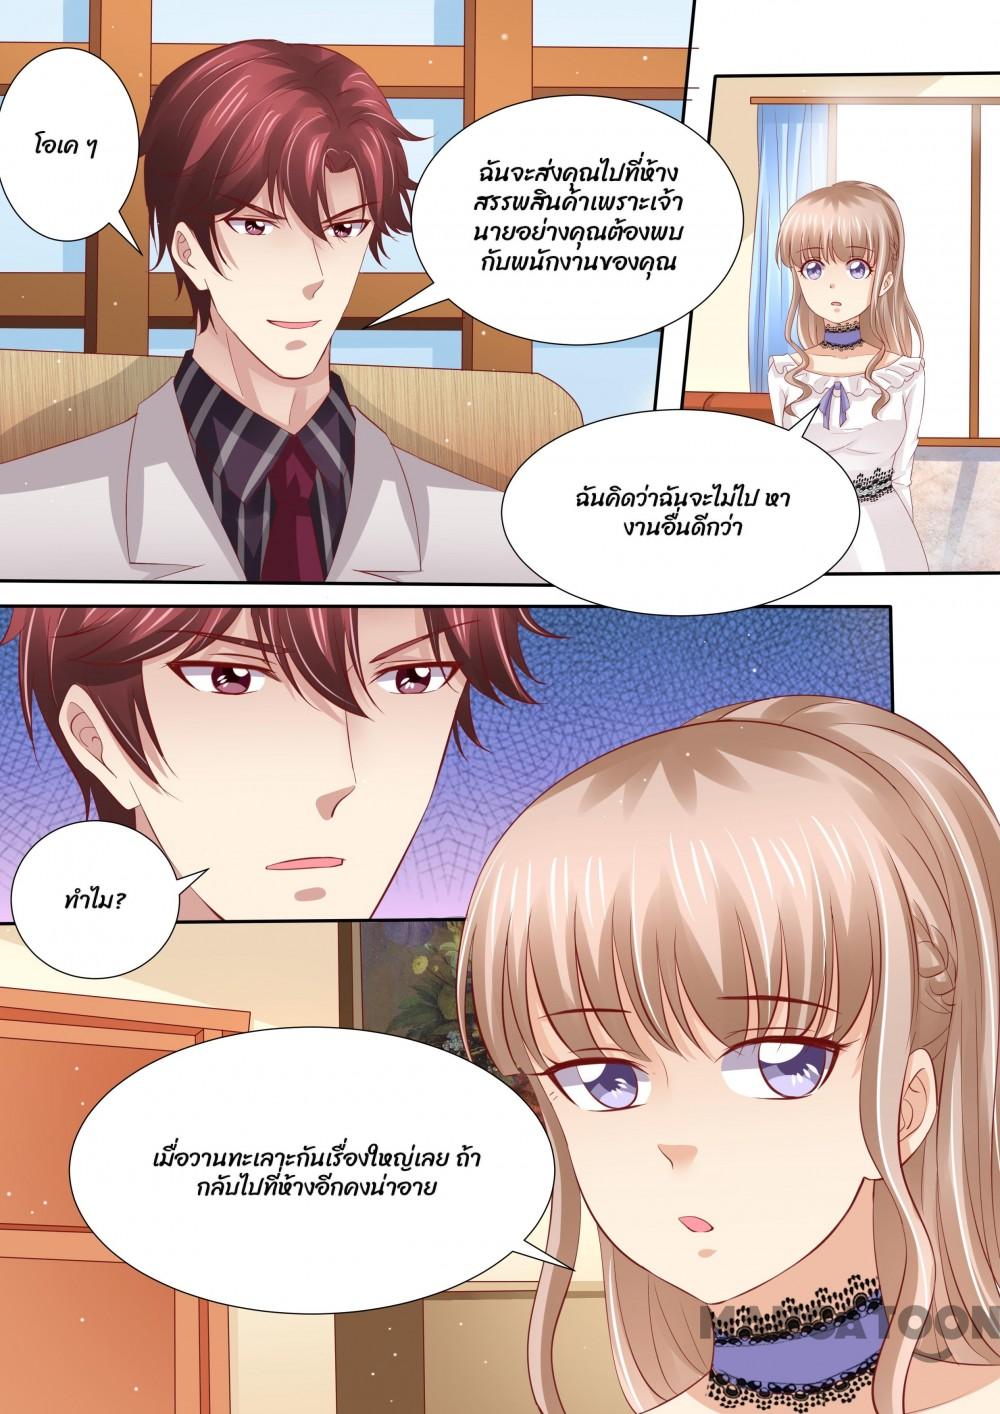 โอเค ๆ
ฉันจะส่งคุณไปที่ห้าง
สรรพสินค้าเพราะเจ้า
นายอย่างคุณต้องพบ
กับพนักงานของคุณ
ฉันคิดว่าฉันจะไม่ไป หา
งานอื่นดีกว่า
ทำไม?
เมื่อวานทะเลาะกันเรื่องใหญ่เลย ถ้า
กลับไปที่ห้างอีกคงน่าอาย
MANGATOON